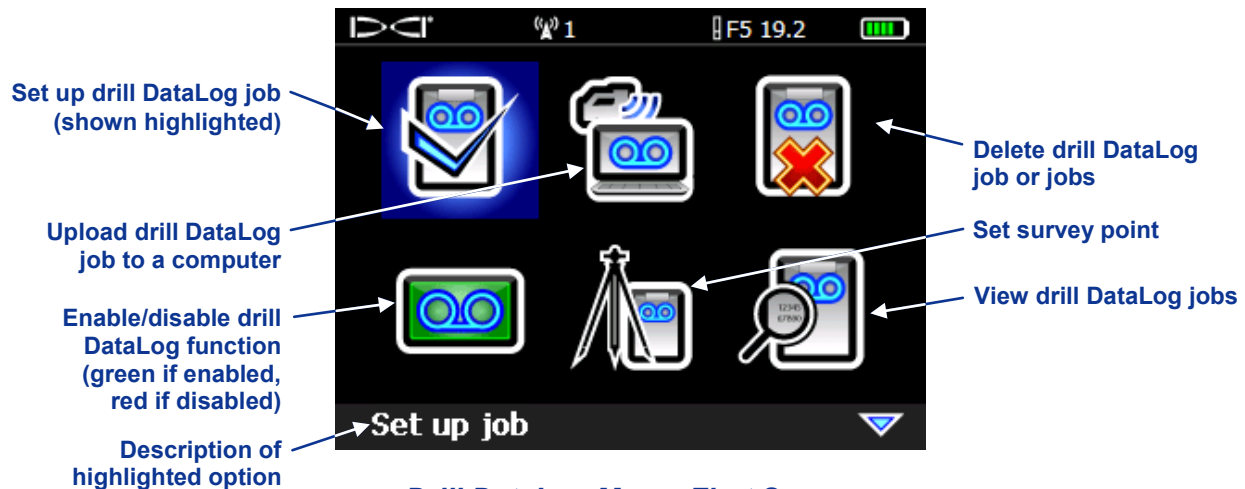 DCI
1
F5 19.2
Set up drill DataLog job
(shown highlighted)
Upload drill DataLog
job to a computer
Enable/disable drill
DataLog function
(green if enabled,
red if disabled)
Description of
highlighted option
Delete drill DataLog
job or jobs
Set survey point
View drill DataLog jobs
12345
67890
Set up job